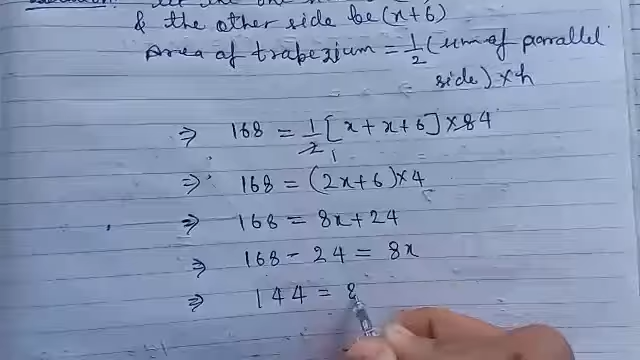 & the other side be (x+6)
Area of trapezium = 1/2 (sum of parallel
side) × h
⇒ 168 = 1/2 [x + x + 6] × 8 4
1
⇒ 168 = (2x+6) × 4
⇒ 168 = 8x + 24
⇒ 168 - 24 = 8x
⇒ 144 = 8